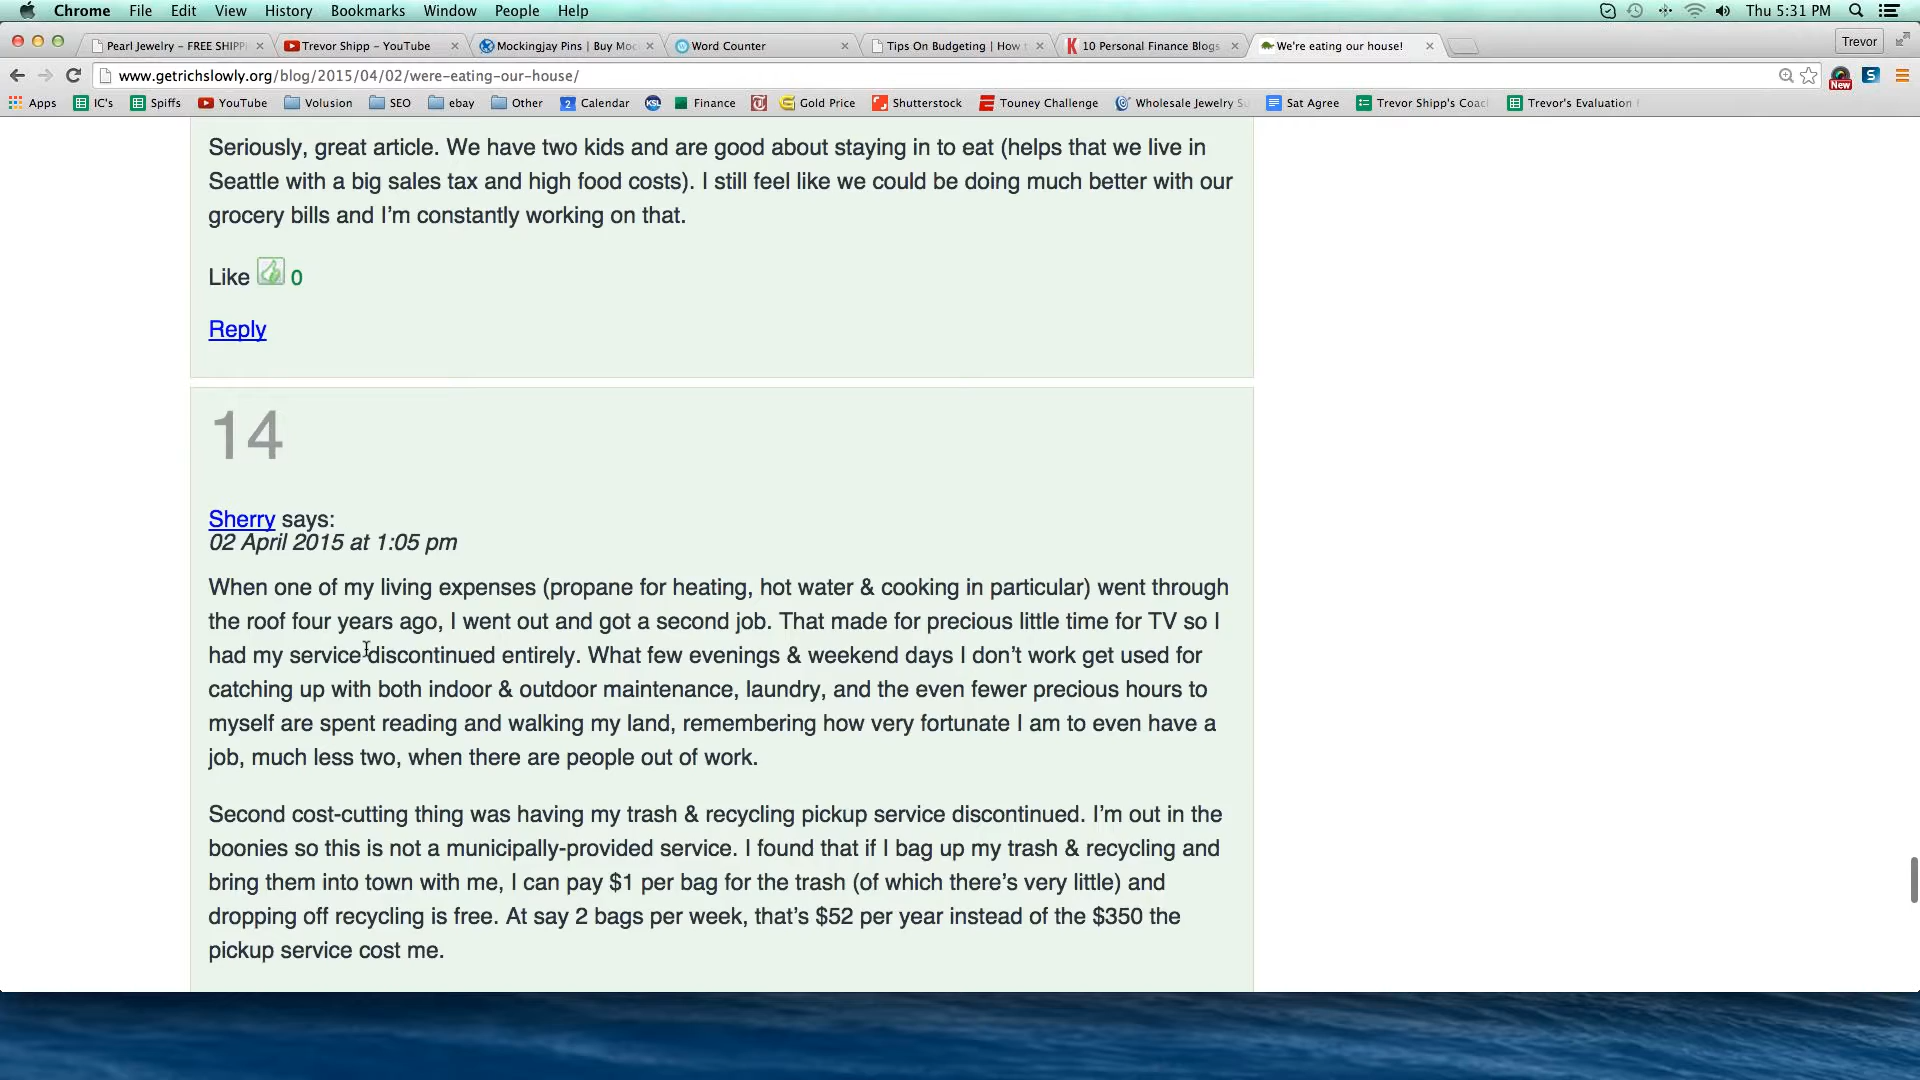 Chrome File Edit View History Bookmarks Window People Help Thu 5:31 PM
Pearl Jewelry – FREE SHIPP Trevor Shipp – YouTube Mockingjay Pins | Buy Moc Word Counter Tips On Budgeting | How t 10 Personal Finance Blogs We're eating our house! Trevor
www.getrichslowly.org/blog/2015/04/02/were-eating-our-house/ New S
Apps IC's Spiffs YouTube Volusion SEO ebay Other 2 Calendar KSL Finance Gold Price Shutterstock Touney Challenge Wholesale Jewelry Su Sat Agree Trevor Shipp's Coac Trevor's Evaluation F
Seriously, great article. We have two kids and are good about staying in to eat (helps that we live in
Seattle with a big sales tax and high food costs). I still feel like we could be doing much better with our
grocery bills and I’m constantly working on that.
Like 0
Reply
14
Sherry says:
02 April 2015 at 1:05 pm
When one of my living expenses (propane for heating, hot water & cooking in particular) went through
the roof four years ago, I went out and got a second job. That made for precious little time for TV so I
had my service discontinued entirely. What few evenings & weekend days I don’t work get used for
catching up with both indoor & outdoor maintenance, laundry, and the even fewer precious hours to
myself are spent reading and walking my land, remembering how very fortunate I am to even have a
job, much less two, when there are people out of work.
Second cost-cutting thing was having my trash & recycling pickup service discontinued. I’m out in the
boonies so this is not a municipally-provided service. I found that if I bag up my trash & recycling and
bring them into town with me, I can pay $1 per bag for the trash (of which there’s very little) and
dropping off recycling is free. At say 2 bags per week, that’s $52 per year instead of the $350 the
pickup service cost me.